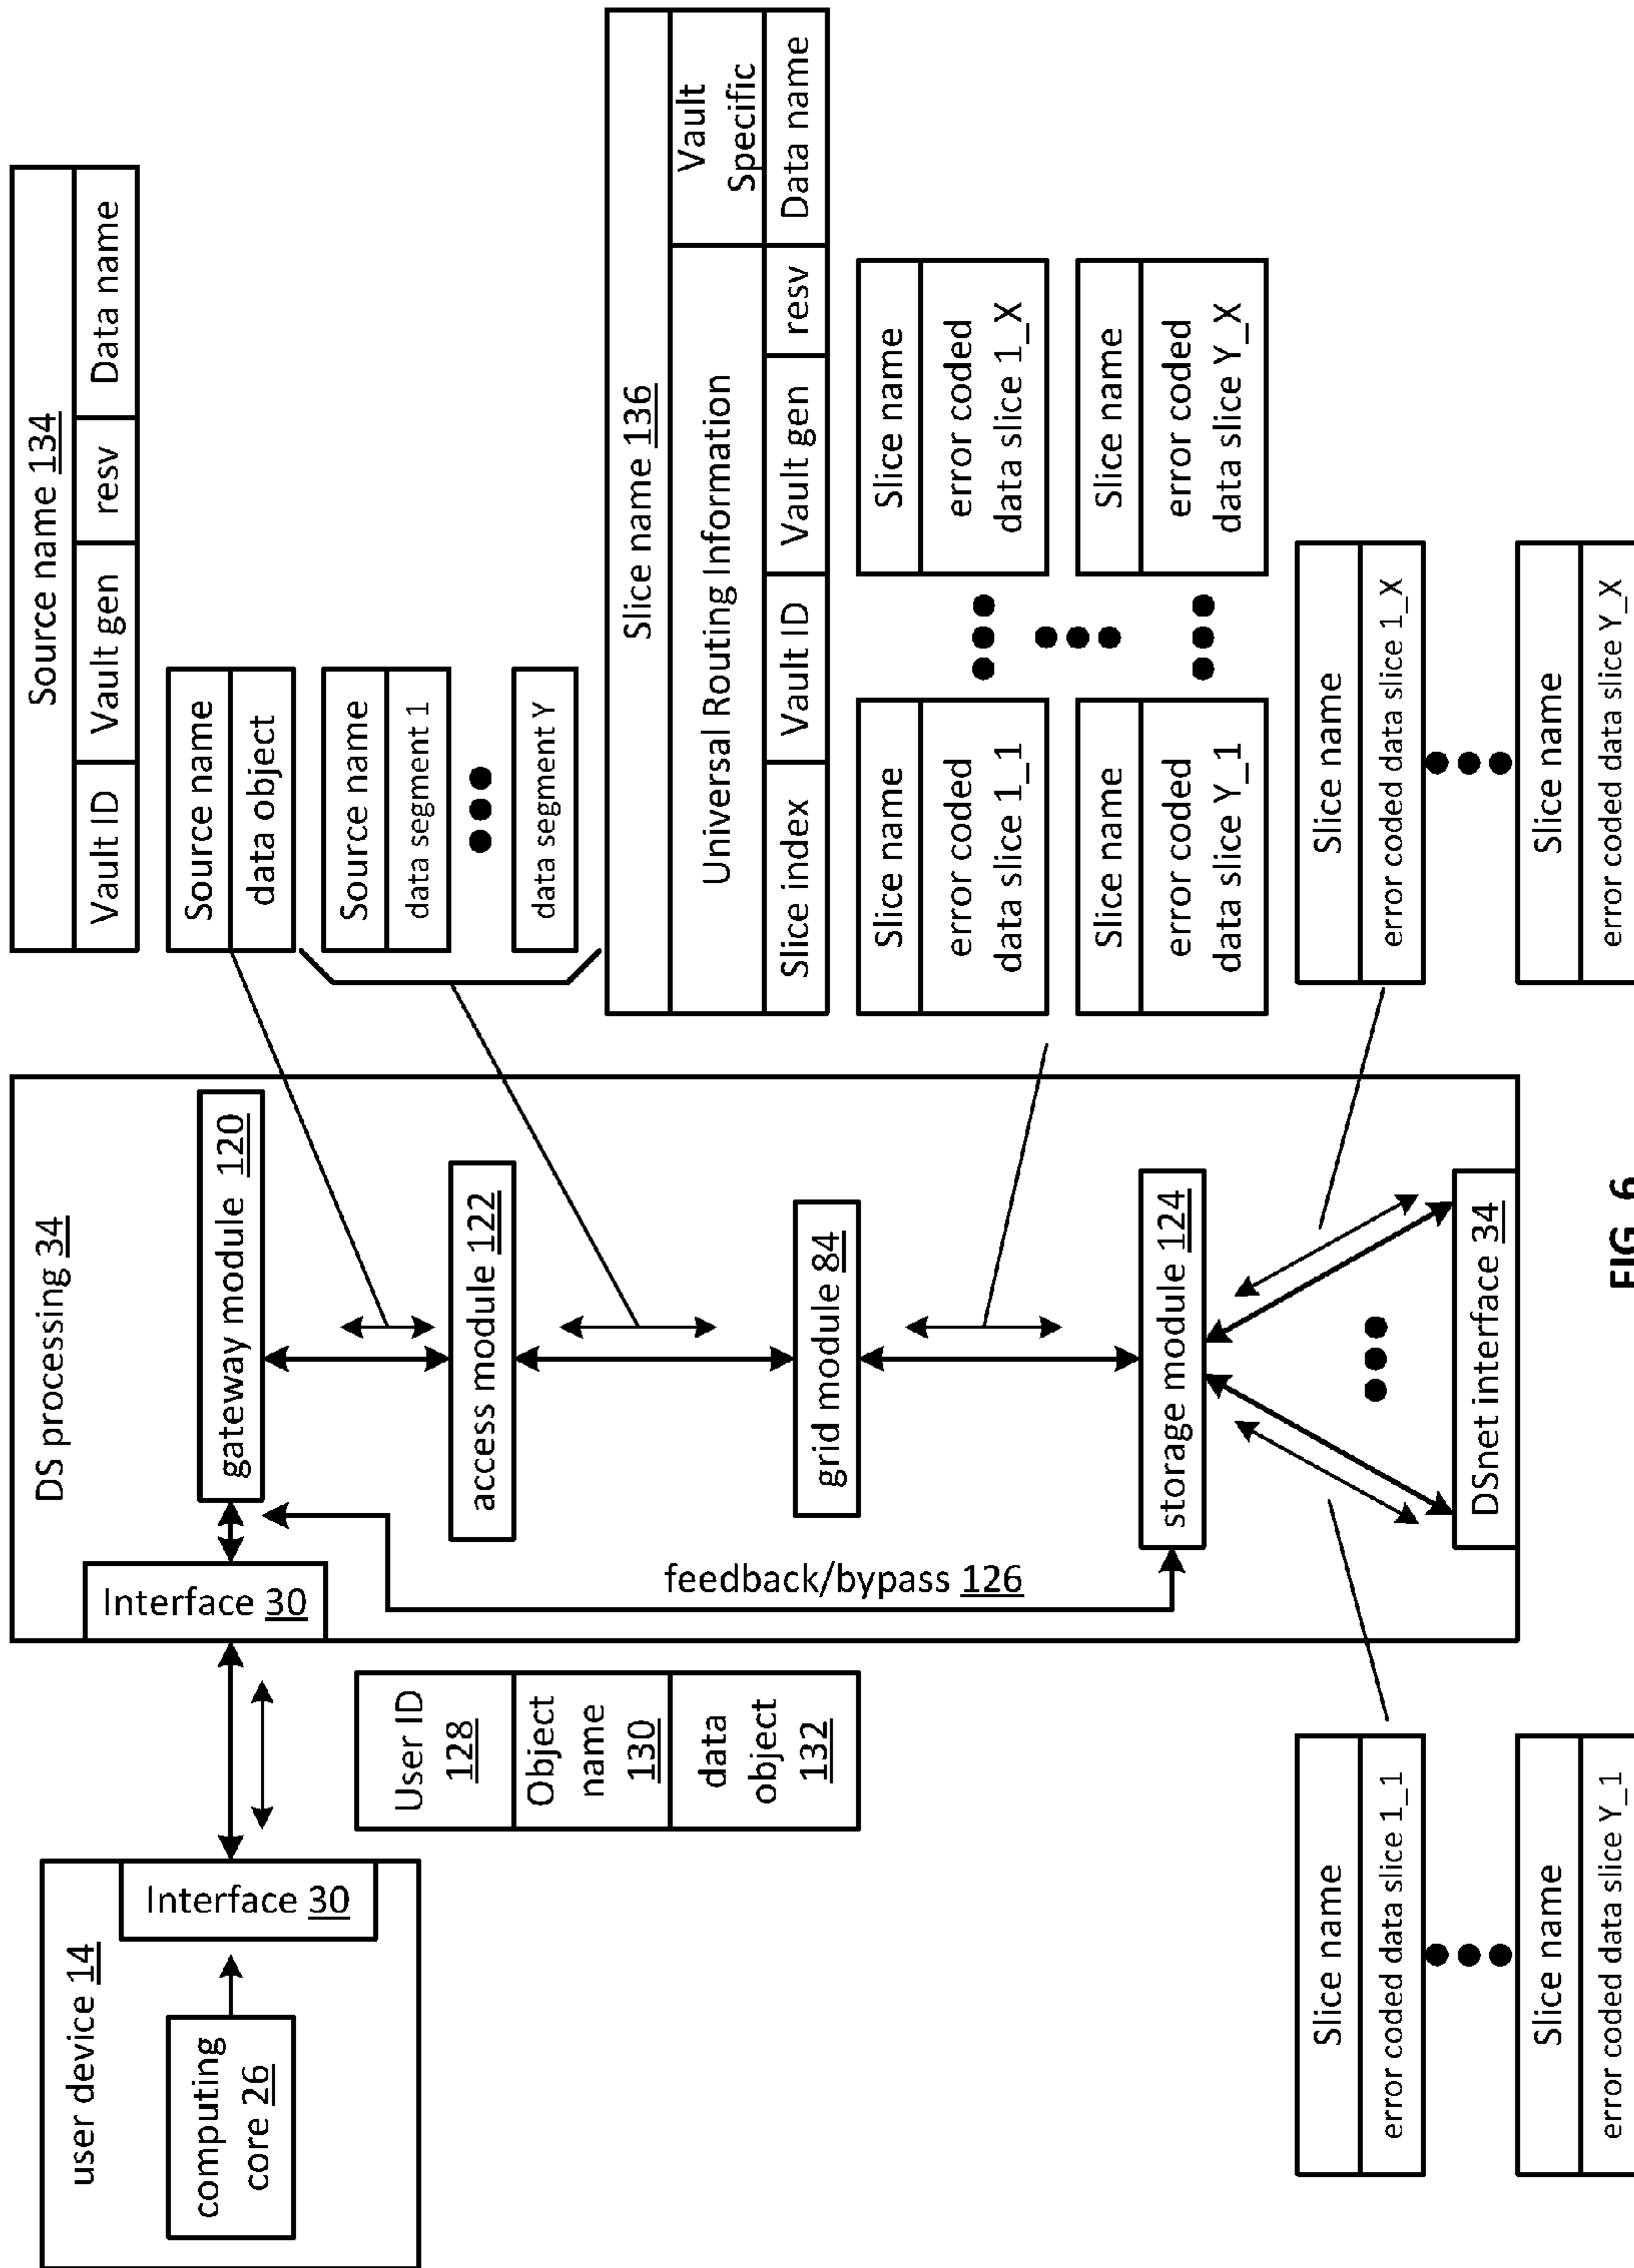 user device 14
computing
core 26
Interface 30
User ID
128
Object
name
130
data
object
132
DS processing 34
Interface 30
gateway module 120
access module 122
grid module 84
storage module 124
DSnet interface 34
feedback/bypass 126
Source name 134
Vault ID
Vault gen
resv
Data name
Source name
data object
Source name
data segment 1
data segment Y
Slice name 136
Universal Routing Information
Vault
Specific
Slice index
Vault ID
Vault gen
resv
Data name
Slice name
error coded
data slice 1_1
Slice name
error coded
data slice 1_X
Slice name
error coded
data slice Y_1
Slice name
error coded
data slice Y_X
Slice name
error coded data slice 1_1
Slice name
error coded data slice Y_1
Slice name
error coded data slice 1_X
Slice name
error coded data slice Y_X
FIG. 6